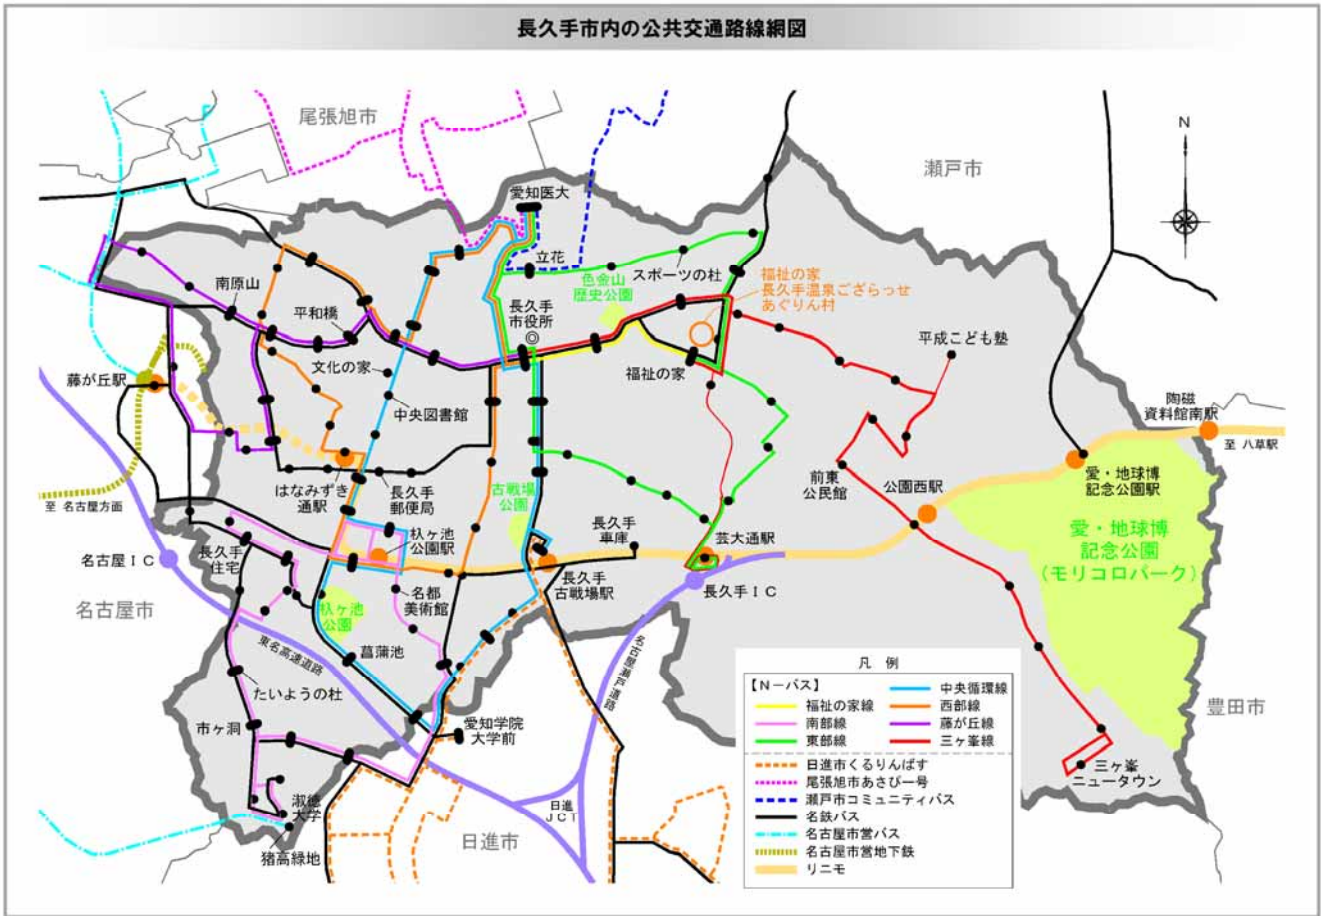 長久手市内の公共交通路線網図
尾張旭市
瀬戸市
N
愛知医大
立花
スポーツの杜
色金山
歴史公園
福祉の家
長久手温泉ござらっせ
あぐりん村
南原山
平和橋
長久手
市役所
平成こども塾
文化の家
福祉の家
藤が丘駅
中央図書館
陶磁
資料館南駅
至 八草駅
はなみずき
通駅
長久手
郵便局
古戦場
公園
前東
公民館
公園西駅
愛・地球博
記念公園駅
至 名古屋方面
杁ヶ池
公園駅
長久手
車庫
芸大通駅
愛・地球博
記念公園
(モリコロパーク)
名古屋IC
長久手
住宅
名都
美術館
長久手
古戦場駅
長久手IC
名古屋市
杁ヶ池
公園
東名高速道路
菖蒲池
名古屋瀬戸道路
たいようの杜
市ヶ洞
愛知学院
大学前
豊田市
三ヶ峯
ニュータウン
淑徳
大学
猪高緑地
日進市
日進
JCT
凡 例
【N-バス】
中央循環線
福祉の家線
西部線
南部線
藤が丘線
東部線
三ヶ峯線
日進市くるりんばす
尾張旭市あさぴー号
瀬戸市コミュニティバス
名鉄バス
名古屋市営バス
名古屋市営地下鉄
リニモ